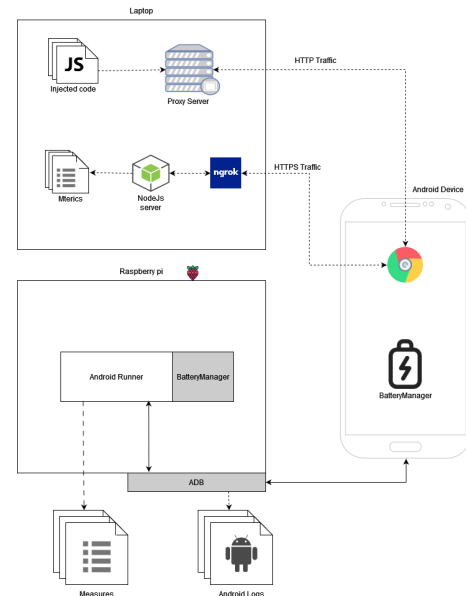 Laptop
JS
Injected code
Proxy Server
HTTP Traffic
Mterics
NodeJs
server
ngrok
HTTPS Traffic
Android Device
Raspberry pi
Android Runner
BatteryManager
BatteryManager
ADB
Measures
Android Logs